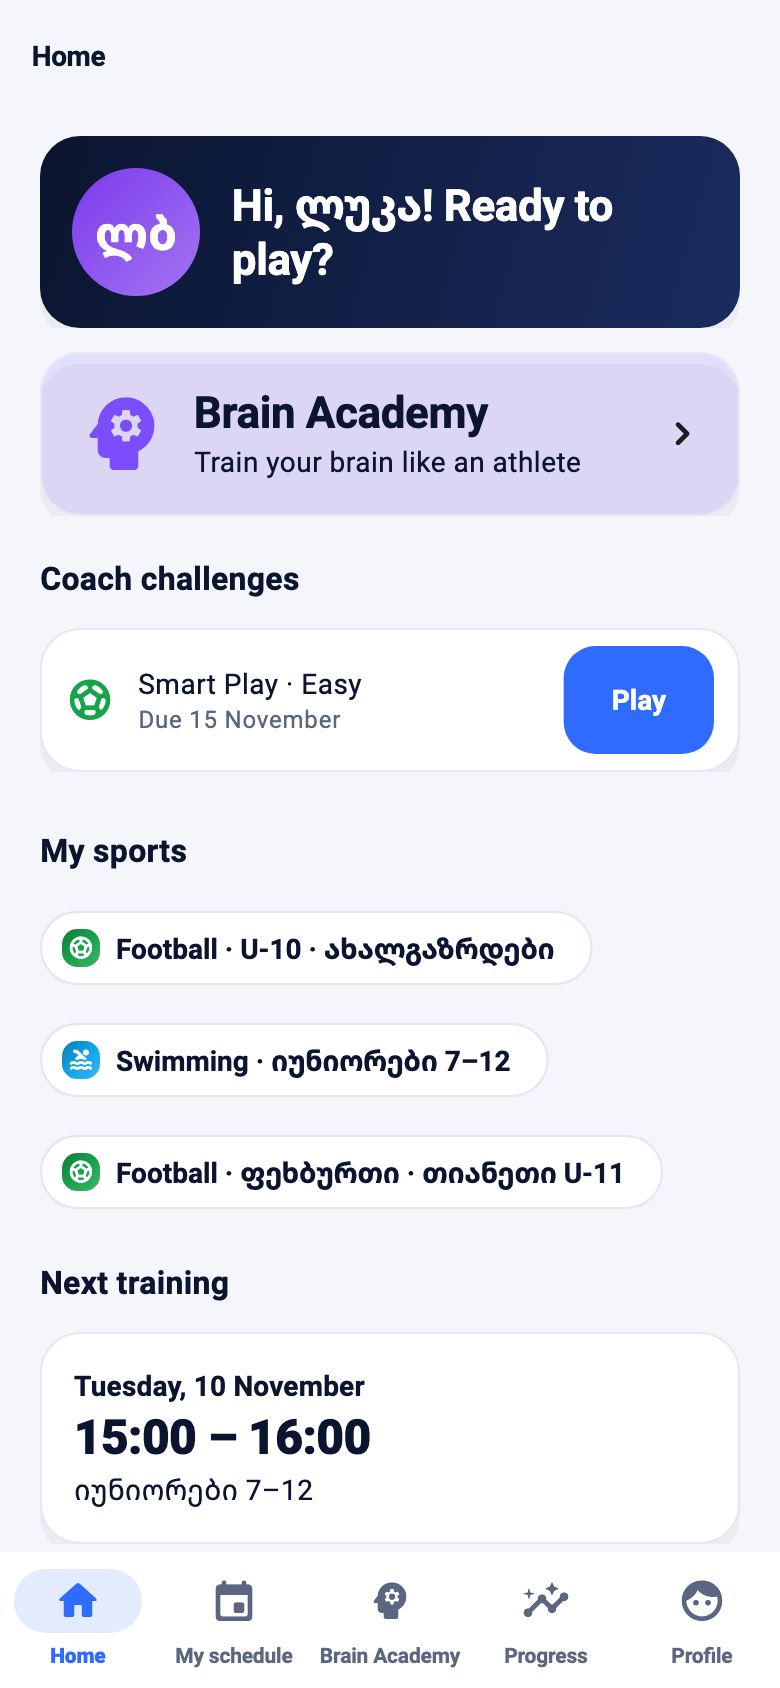 Home
ლბ
Hi, ლუკა! Ready to
play?
Brain Academy
Train your brain like an athlete
Coach challenges
Smart Play · Easy
Due 15 November
Play
My sports
Football · U-10 · ახალგაზრდები
Swimming · იუნიორები 7–12
Football · ფეხბურთი · თიანეთი U-11
Next training
Tuesday, 10 November
15:00 – 16:00
იუნიორები 7–12
Home
My schedule
Brain Academy
Progress
Profile